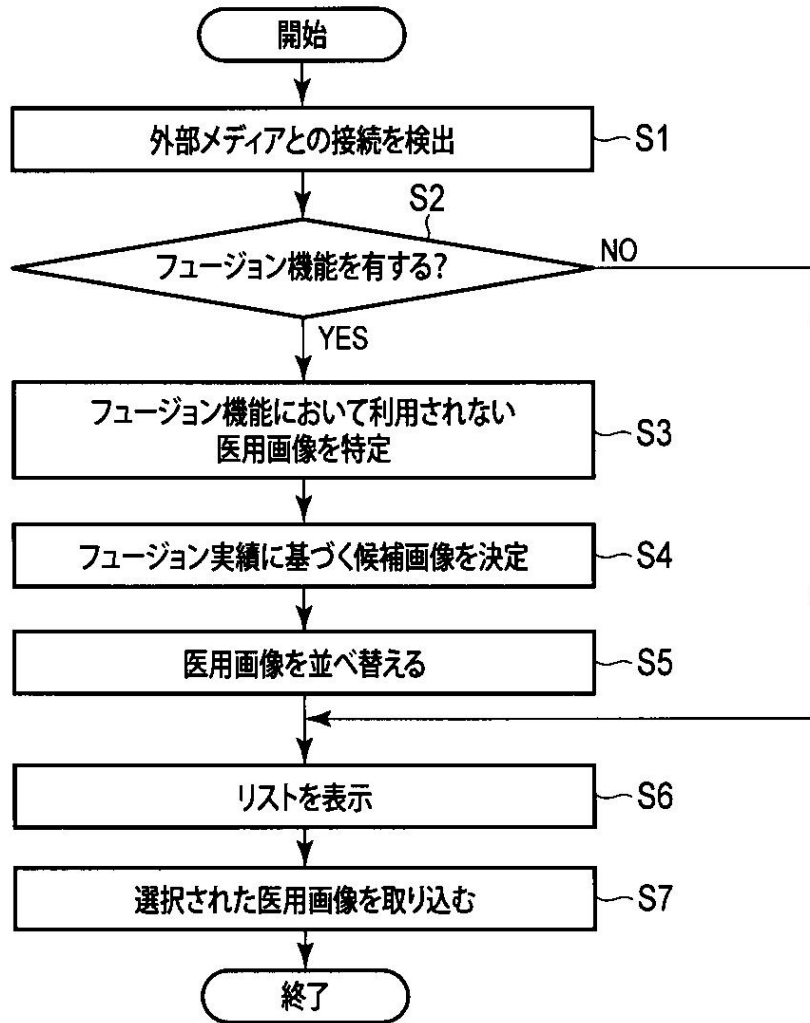 開始
外部メディアとの接続を検出
S1
S2
フュージョン機能を有する?
NO
YES
フュージョン機能において利用されない
医用画像を特定
S3
フュージョン実績に基づく候補画像を決定
S4
医用画像を並べ替える
S5
リストを表示
S6
選択された医用画像を取り込む
S7
終了